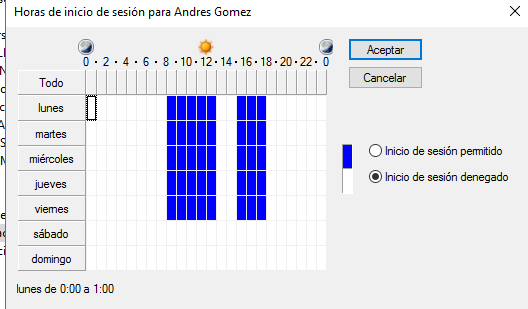 Horas de inicio de sesión para Andres Gomez
0 · 2 · 4 · 6 · 8 · 10 · 12 · 14 · 16 · 18 · 20 · 22 · 0
Aceptar
Cancelar
Todo
lunes
martes
miércoles
jueves
viernes
sábado
domingo
Inicio de sesión permitido
Inicio de sesión denegado
lunes de 0:00 a 1:00